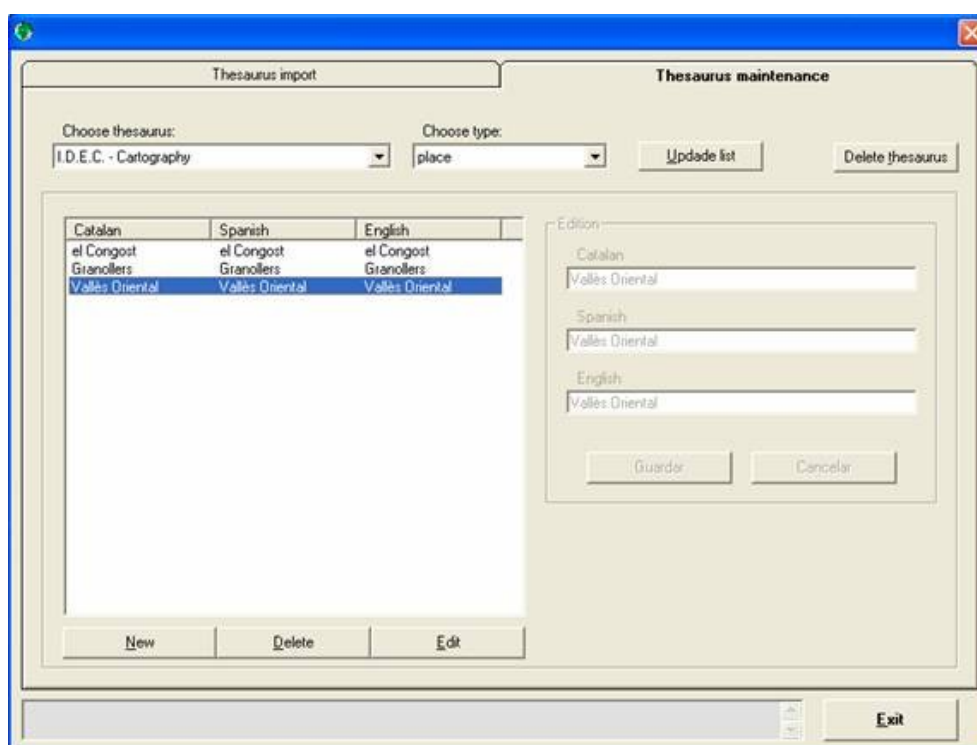 Thesaurus import Thesaurus maintenance
Choose thesaurus: Choose type:
I.D.E.C. - Cartography place Updade list Delete thesaurus
Catalan Spanish English
el Congost el Congost el Congost
Granollers Granollers Granollers
Vallès Oriental Vallès Oriental Vallès Oriental
Edition
Catalan
Vallès Oriental
Spanish
Vallès Oriental
English
Vallès Oriental
Guardar Cancelar
New Delete Edit
Exit